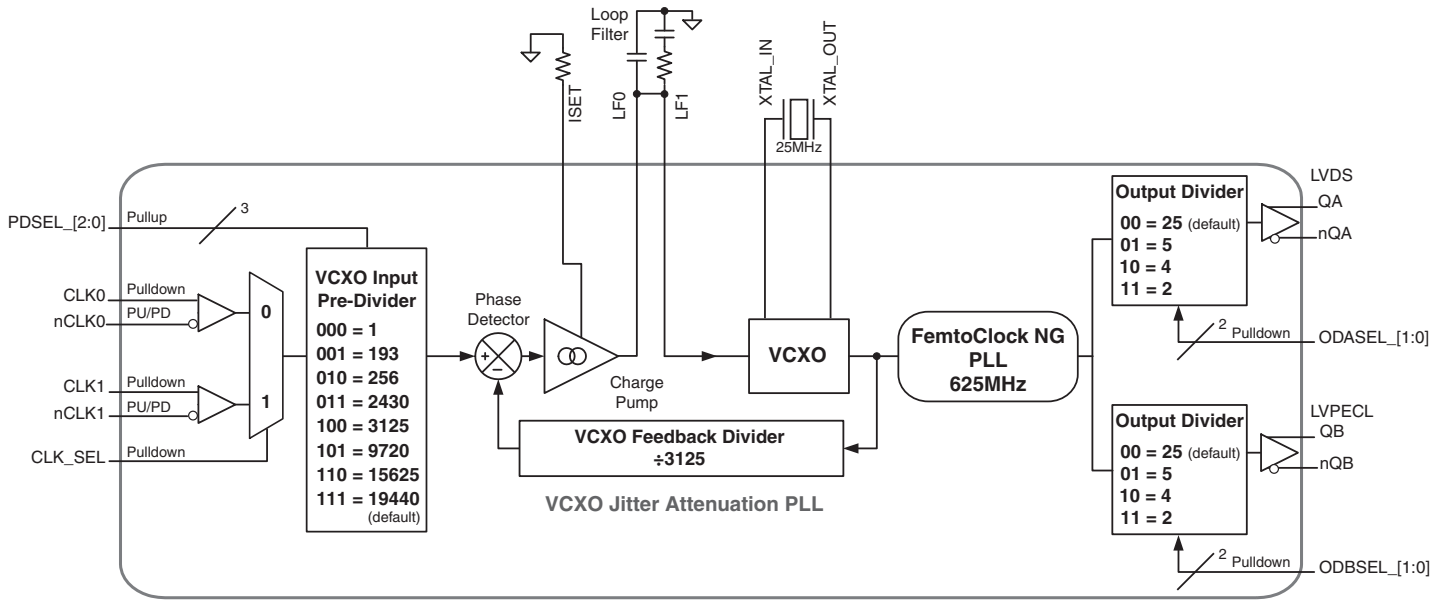 Loop
Filter
ISET
LF0
LF1
XTAL_IN
XTAL_OUT
25MHz
PDSEL_[2:0]
Pullup
3
CLK0
Pulldown
nCLK0
PU/PD
CLK1
Pulldown
nCLK1
PU/PD
CLK_SEL
Pulldown
0
1
VCXO Input
Pre-Divider
000 = 1
001 = 193
010 = 256
011 = 2430
100 = 3125
101 = 9720
110 = 15625
111 = 19440
(default)
Phase
Detector
+
−
Charge
Pump
VCXO
VCXO Feedback Divider
÷3125
VCXO Jitter Attenuation PLL
FemtoClock NG
PLL
625MHz
Output Divider
00 = 25 (default)
01 = 5
10 = 4
11 = 2
LVDS
QA
nQA
2
Pulldown
ODASEL_[1:0]
Output Divider
00 = 25 (default)
01 = 5
10 = 4
11 = 2
LVPECL
QB
nQB
2
Pulldown
ODBSEL_[1:0]